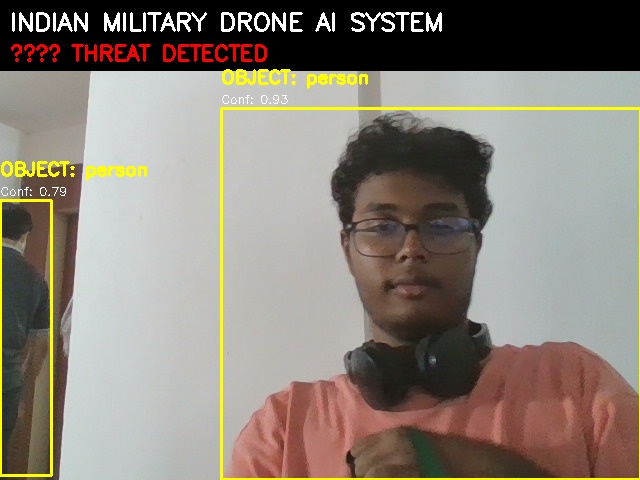 INDIAN MILITARY DRONE AI SYSTEM
???? THREAT DETECTED
OBJECT: person
Conf: 0.93
OBJECT: person
Conf: 0.79